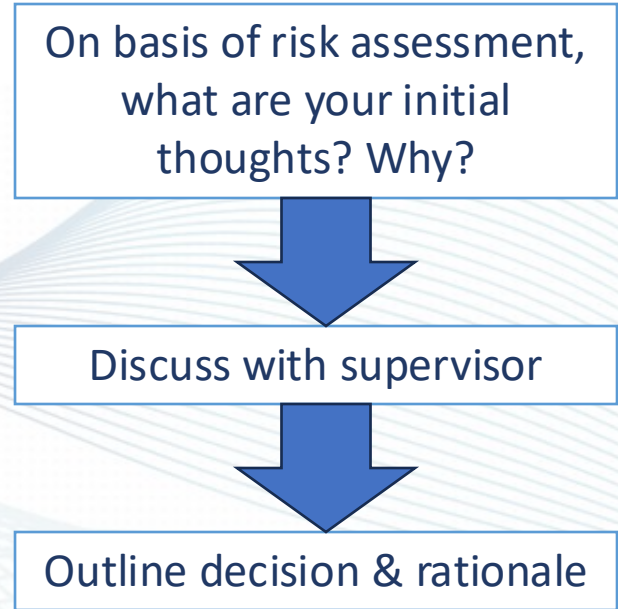 On basis of risk assessment,
what are your initial
thoughts? Why?
Discuss with supervisor
Outline decision & rationale